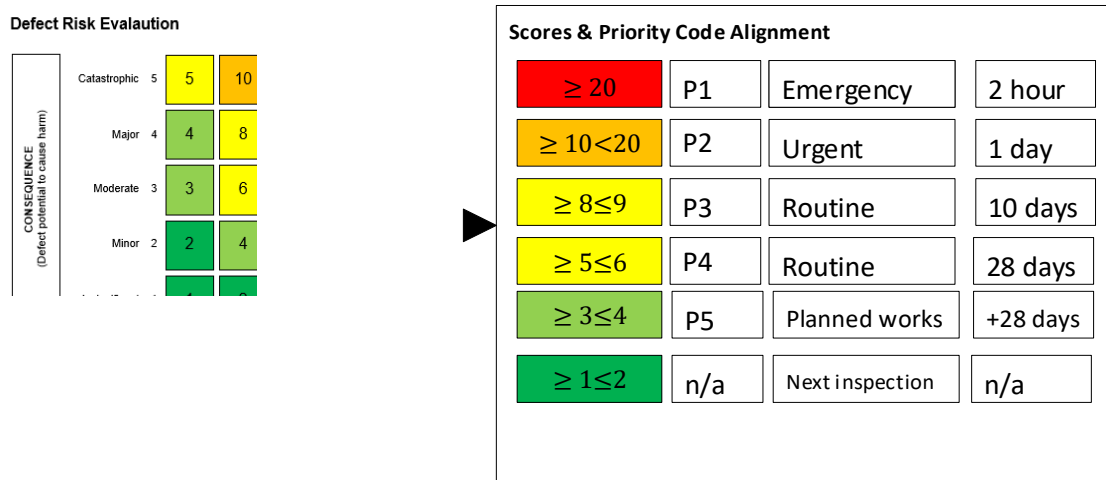 Defect Risk Evalaution
CONSEQUENCE
(Defect potential to cause harm)
Catastrophic 5 5 10
Major 4 4 8
Moderate 3 3 6
Minor 2 2 4
Scores & Priority Code Alignment
≥ 20 P1 Emergency 2 hour
≥ 10<20 P2 Urgent 1 day
≥ 8≤9 P3 Routine 10 days
≥ 5≤6 P4 Routine 28 days
≥ 3≤4 P5 Planned works +28 days
≥ 1≤2 n/a Next inspection n/a